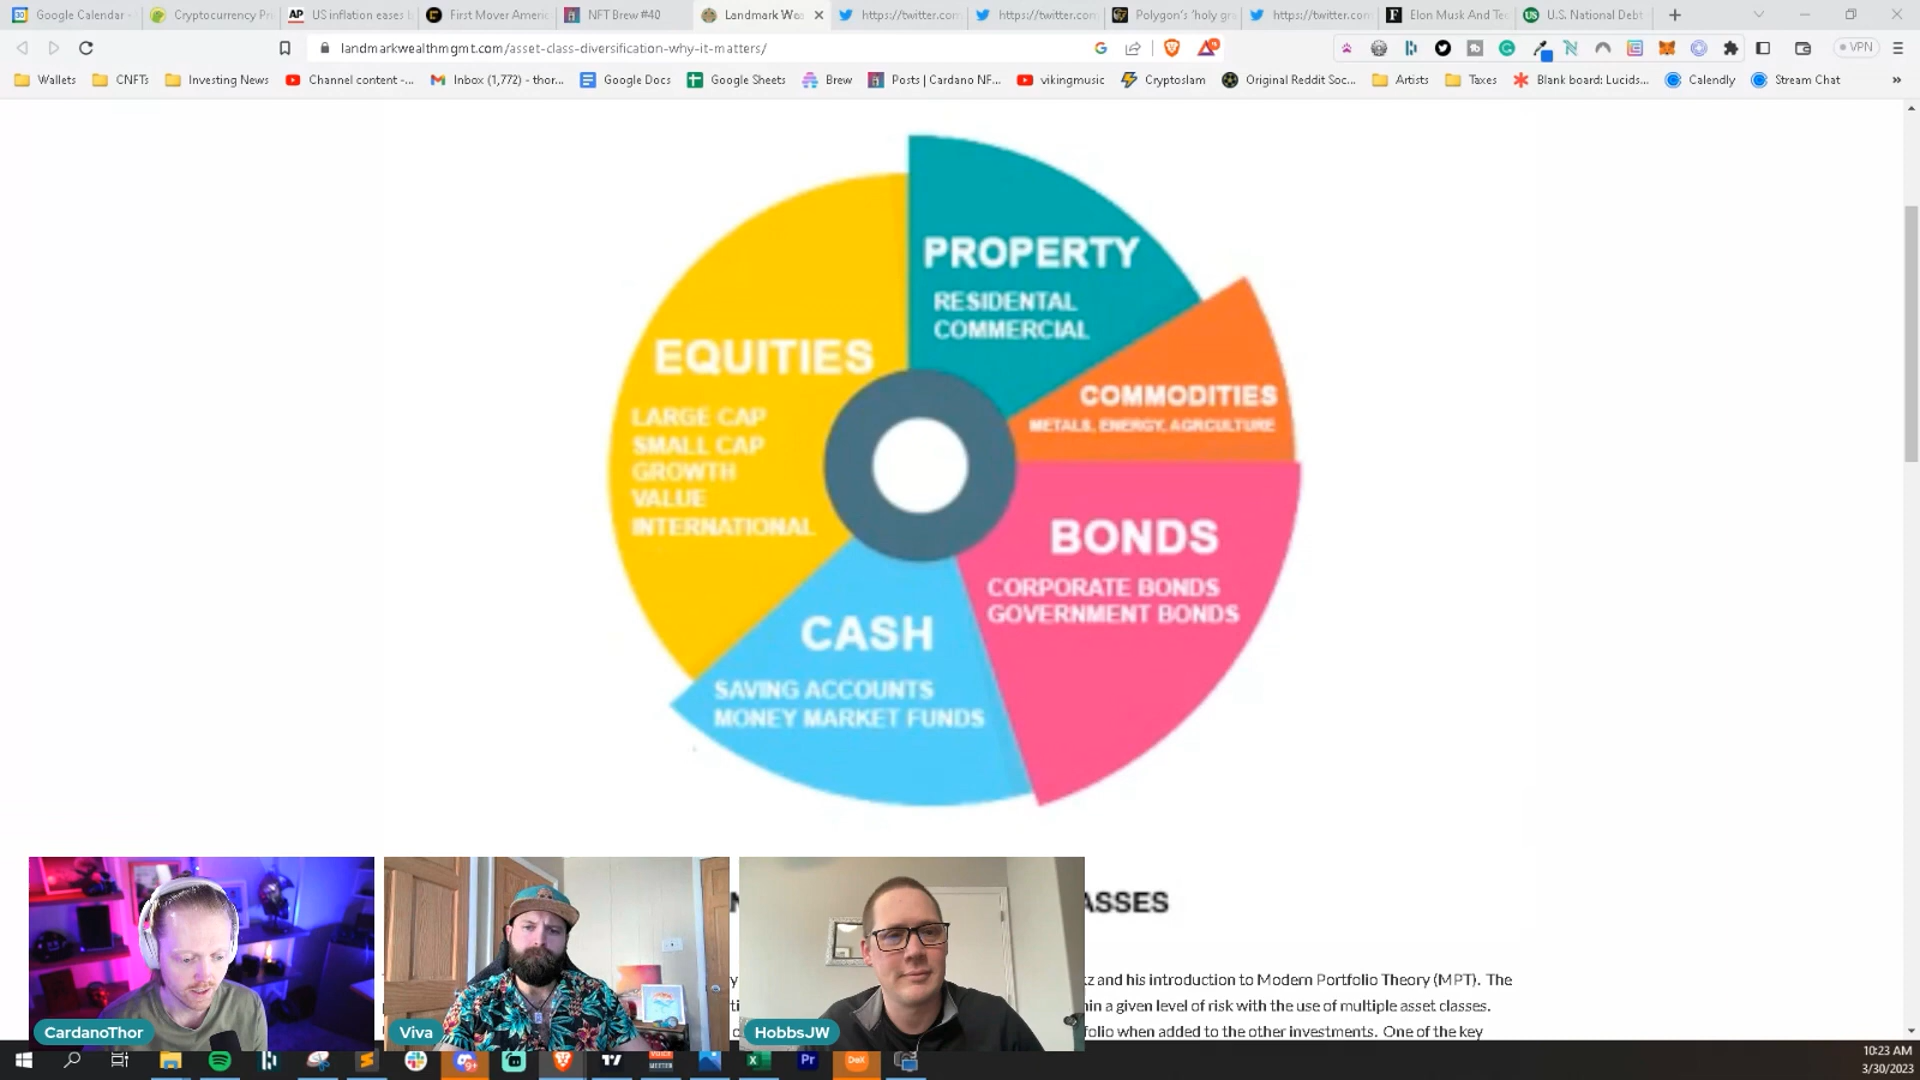 Google Calendar -
Cryptocurrency Pri
US inflation eases
First Mover Americ
NFT Brew #40
Landmark Wea
https://twitter.com
https://twitter.com
Polygon's 'holy gra
https://twitter.com
Elon Musk And Tec
U.S. National Debt
landmarkwealthmgmt.com/asset-class-diversification-why-it-matters/
VPN
Wallets
CNFTs
Investing News
Channel content -...
Inbox (1,772) - thor...
Google Docs
Google Sheets
Brew
Posts | Cardano NF...
vikingmusic
Cryptoslam
Original Reddit Soc...
Artists
Taxes
Blank board: Lucids...
Calendly
Stream Chat
PROPERTY
RESIDENTAL
COMMERCIAL
COMMODITIES
METALS, ENERGY, AGRCULTURE
EQUITIES
LARGE CAP
SMALL CAP
GROWTH
VALUE
INTERNATIONAL
BONDS
CORPORATE BONDS
GOVERNMENT BONDS
CASH
SAVING ACCOUNTS
MONEY MARKET FUNDS
ASSES
z and his introduction to Modern Portfolio Theory (MPT). The
in a given level of risk with the use of multiple asset classes.
folio when added to the other investments. One of the key
CardanoThor
Viva
HobbsJW
10:23 AM
3/30/2023